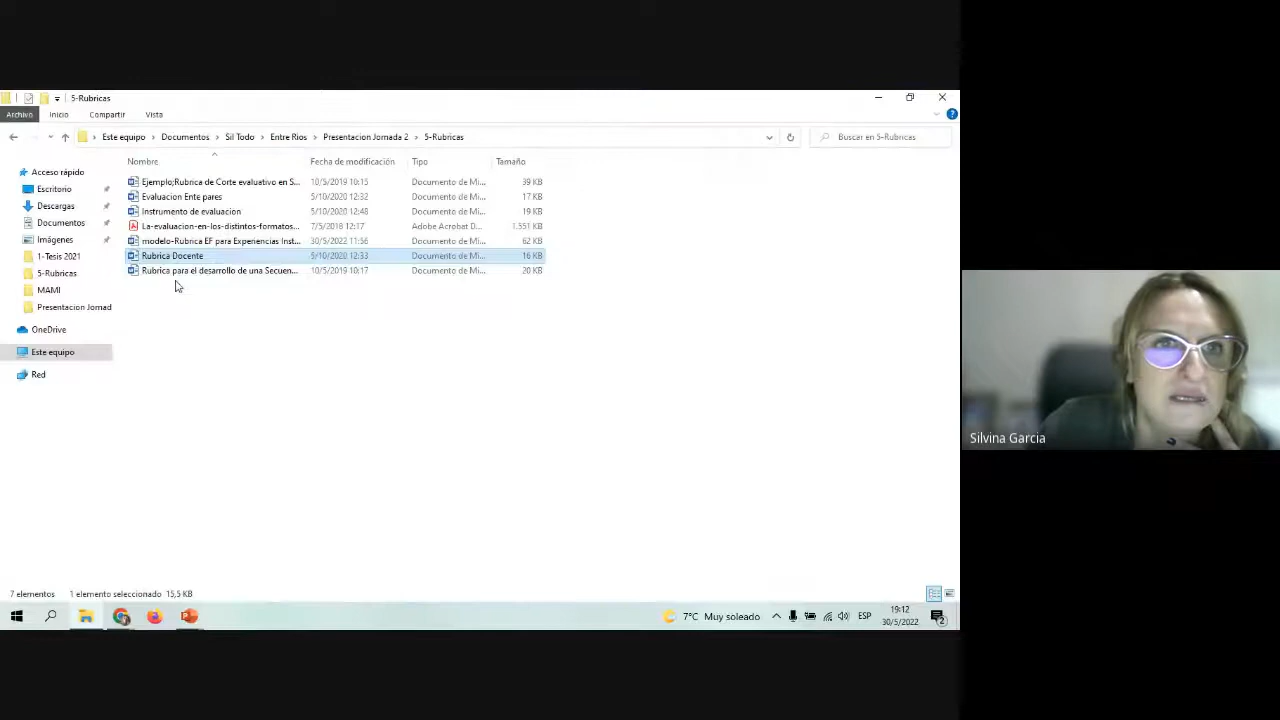 5-Rubricas
Archivo Inicio Compartir Vista
Este equipo Documentos Sil Todo Entre Rios Presentacion Jornada 2 5-Rubricas
Buscar en 5-Rubricas
Nombre Fecha de modificación Tipo Tamaño
Ejemplo;Rubrica de Corte evaluativo en S... 10/5/2019 10:15 Documento de Mi... 39 KB
Evaluacion Ente pares 5/10/2020 12:32 Documento de Mi... 17 KB
Instrumento de evaluacion 5/10/2020 12:48 Documento de Mi... 19 KB
La-evaluacion-en-los-distintos-formatos... 7/5/2018 12:17 Adobe Acrobat D... 1.551 KB
modelo-Rubrica EF para Experiencias Inst... 30/5/2022 11:56 Documento de Mi... 62 KB
Rubrica Docente 5/10/2020 12:33 Documento de Mi... 16 KB
Rubrica para el desarrollo de una Secuen... 10/5/2019 10:17 Documento de Mi... 20 KB
Acceso rápido
Escritorio
Descargas
Documentos
Imágenes
1-Tesis 2021
5-Rubricas
MAMI
Presentacion Jornad
OneDrive
Este equipo
Red
Silvina Garcia
7 elementos 1 elemento seleccionado 15,5 KB
7°C Muy soleado ESP 19:12
30/5/2022
2